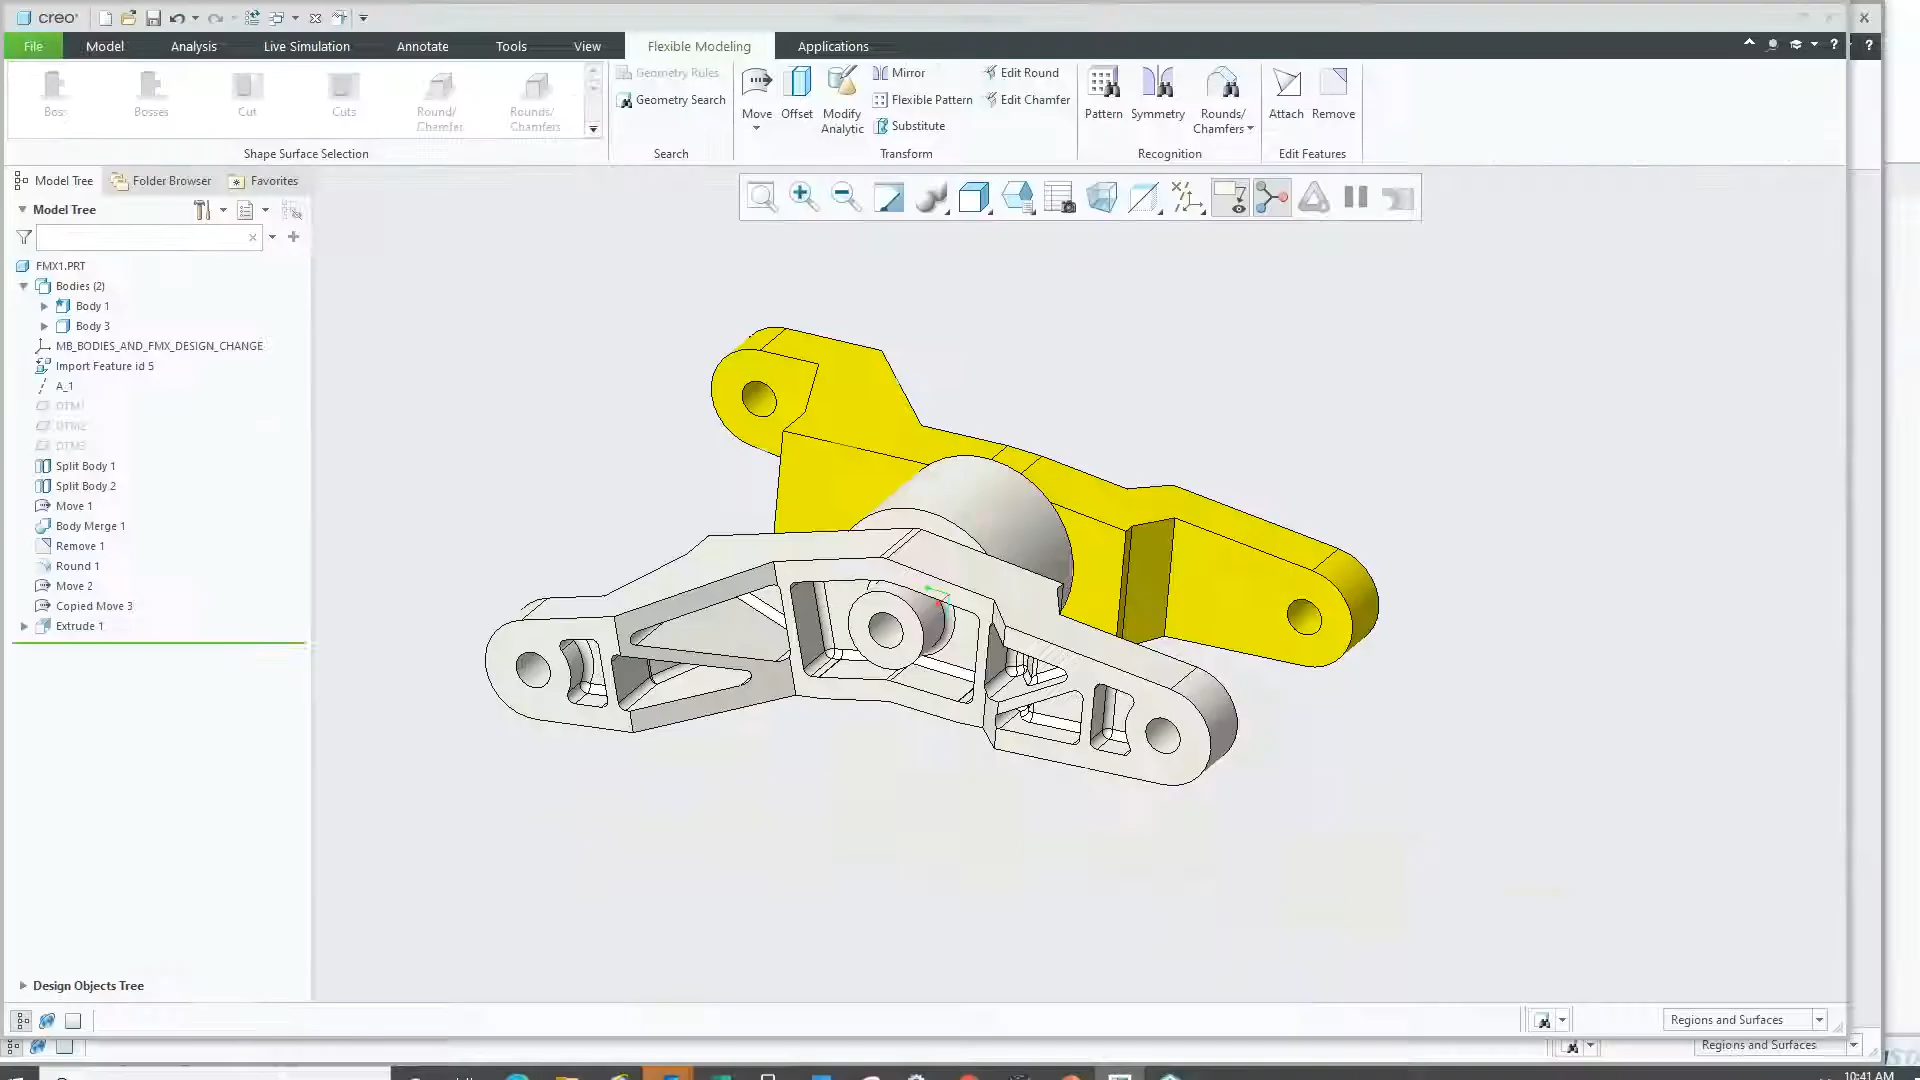 creo
File Model Analysis Live Simulation Annotate Tools View Flexible Modeling Applications
Boss Bosses Cut Cuts Round/ Chamfer Rounds/ Chamfers
Shape Surface Selection
Geometry Rules
Geometry Search
Search
Move Offset Modify Analytic
Mirror
Flexible Pattern
Substitute
Edit Round
Edit Chamfer
Transform
Pattern Symmetry Rounds/ Chamfers
Recognition
Attach Remove
Edit Features
Model Tree Folder Browser Favorites
Model Tree
FMX1.PRT
Bodies (2)
Body 1
Body 3
MB_BODIES_AND_FMX_DESIGN_CHANGE
Import Feature id 5
A_1
DTM1
DTM2
DTM3
Split Body 1
Split Body 2
Move 1
Body Merge 1
Remove 1
Round 1
Move 2
Copied Move 3
Extrude 1
Design Objects Tree
Regions and Surfaces
Regions and Surfaces
10:41 AM